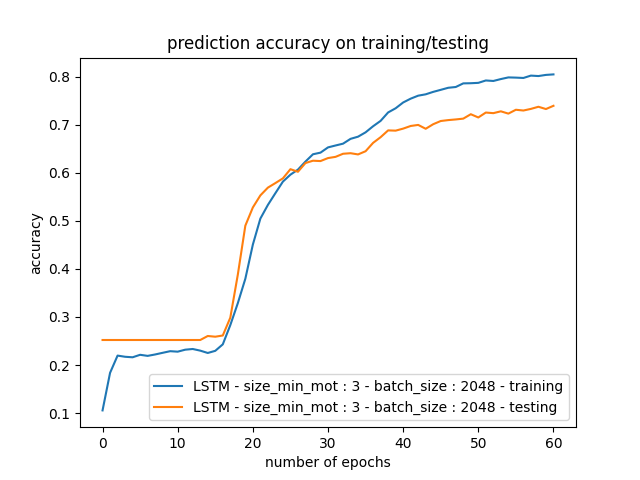 prediction accuracy on training/testing
accuracy
0.8
0.7
0.6
0.5
0.4
0.3
0.2
0.1
LSTM - size_min_mot : 3 - batch_size : 2048 - training
LSTM - size_min_mot : 3 - batch_size : 2048 - testing
0 10 20 30 40 50 60
number of epochs